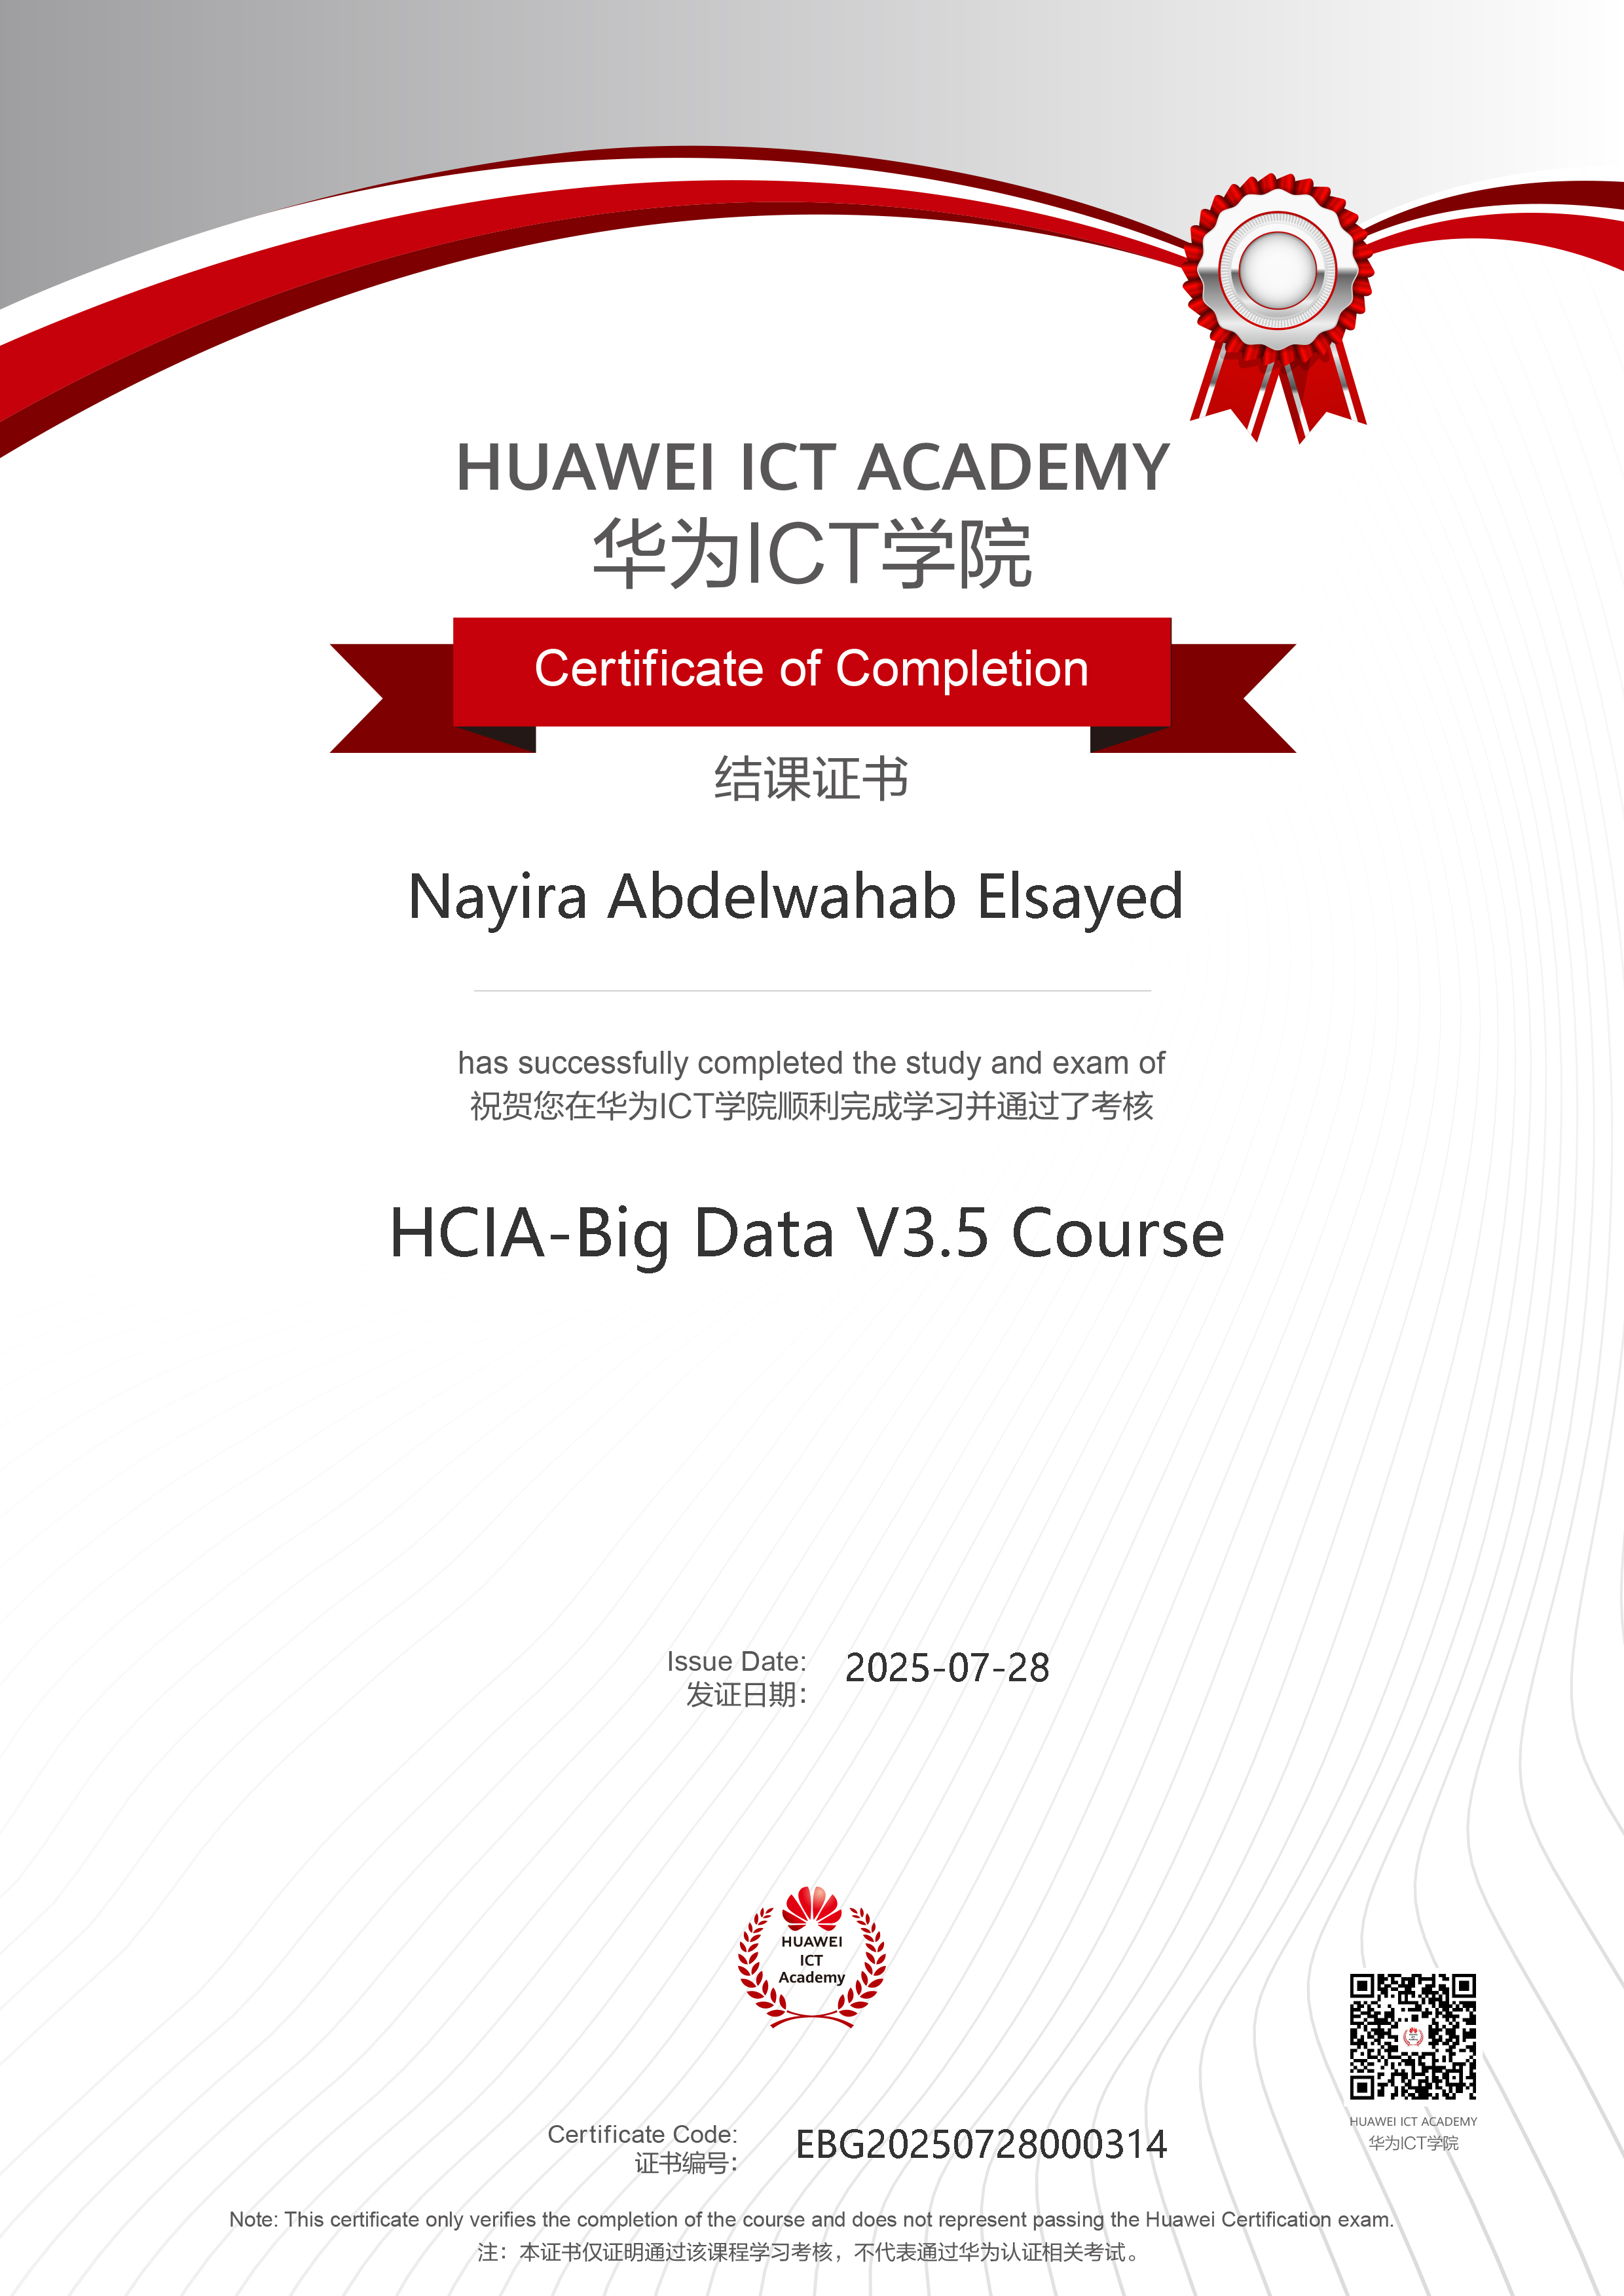 HUAWEI ICT ACADEMY
华为ICT学院
Certificate of Completion
结课证书
Nayira Abdelwahab Elsayed
has successfully completed the study and exam of
祝贺您在华为ICT学院顺利完成学习并通过了考核
HCIA-Big Data V3.5 Course
Issue Date: 2025-07-28
发证日期：
HUAWEI
ICT
Academy
HUAWEI ICT ACADEMY
华为ICT学院
Certificate Code: EBG20250728000314
证书编号：
Note: This certificate only verifies the completion of the course and does not represent passing the Huawei Certification exam.
注：本证书仅证明通过该课程学习考核，不代表通过华为认证相关考试。